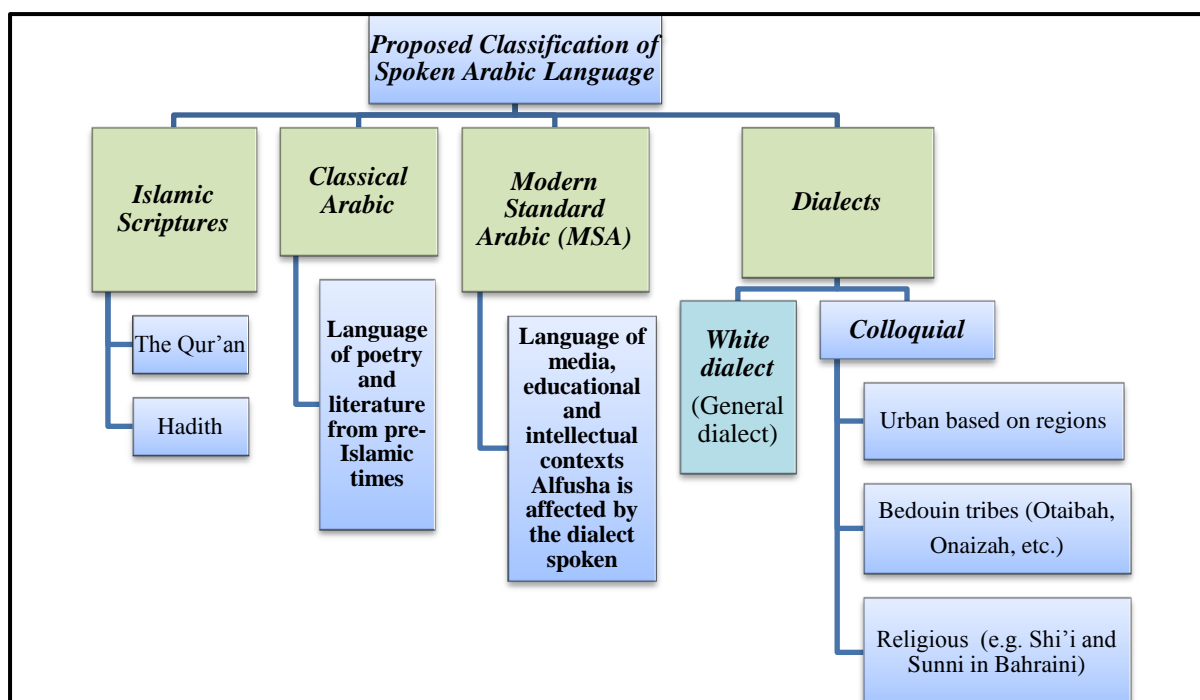 Proposed Classification of
Spoken Arabic Language
Islamic
Scriptures
The Qur’an
Hadith
Classical
Arabic
Language
of poetry
and
literature
from pre-
Islamic
times
Modern
Standard
Arabic (MSA)
Language of
media,
educational
and
intellectual
contexts
Alfusha is
affected by
the dialect
spoken
Dialects
White
dialect
(General
dialect)
Colloquial
Urban based on regions
Bedouin tribes (Otaibah,
Onaizah, etc.)
Religious (e.g. Shi’i and
Sunni in Bahraini)